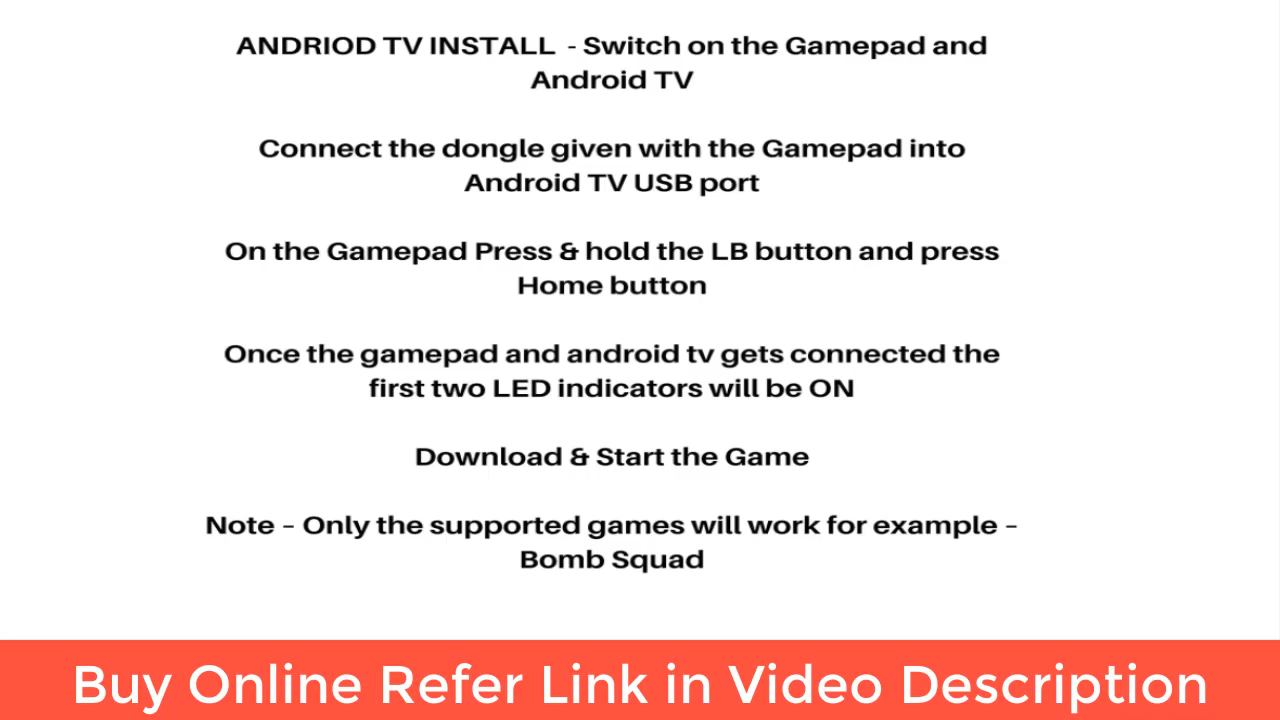 ANDRIOD TV INSTALL - Switch on the Gamepad and
Android TV
Connect the dongle given with the Gamepad into
Android TV USB port
On the Gamepad Press & hold the LB button and press
Home button
Once the gamepad and android tv gets connected the
first two LED indicators will be ON
Download & Start the Game
Note – Only the supported games will work for example –
Bomb Squad
Buy Online Refer Link in Video Description